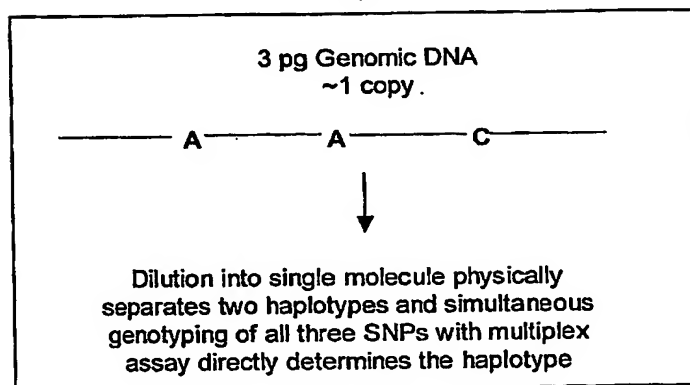 3 pg Genomic DNA
~1 copy.
A A C
Dilution into single molecule physically
separates two haplotypes and simultaneous
genotyping of all three SNPs with multiplex
assay directly determines the haplotype